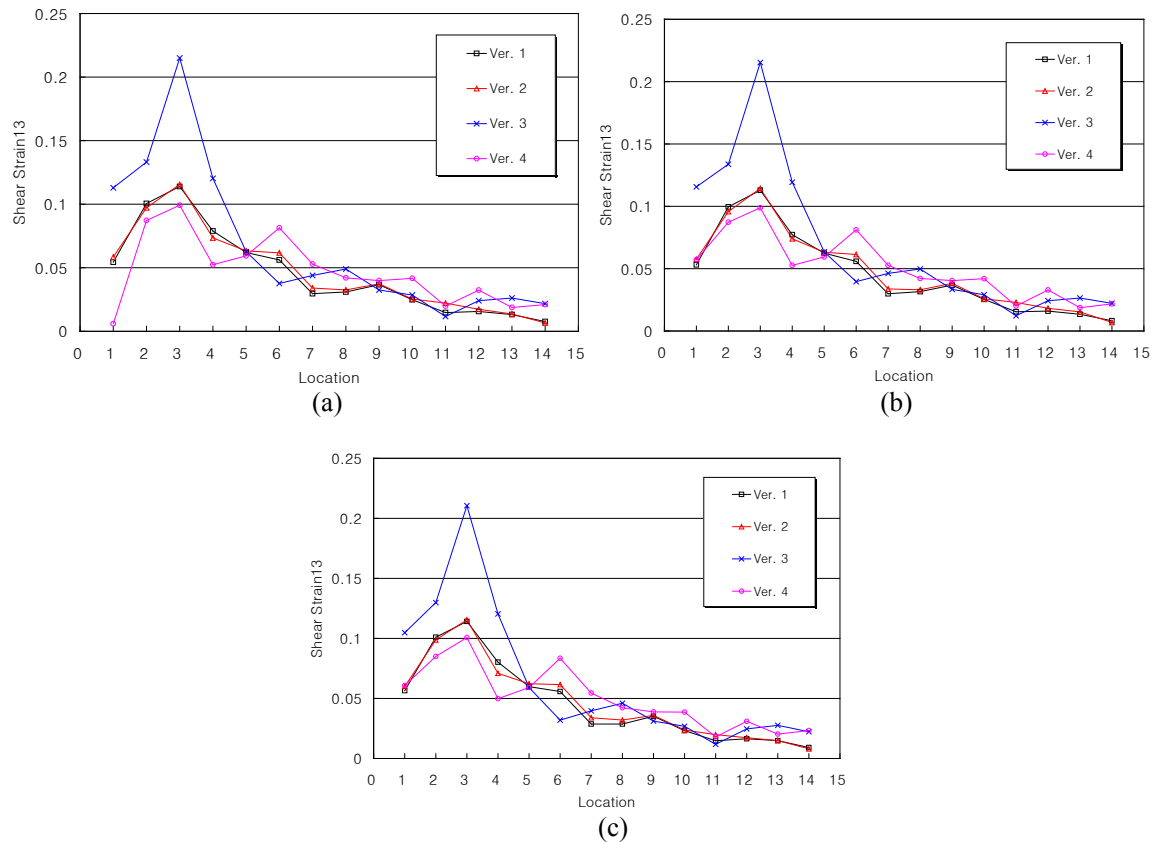 0.25
0.2
0.15
0.1
0.05
0
Shear Strain13
0 1 2 3 4 5 6 7 8 9 10 11 12 13 14 15
Location
Ver. 1
Ver. 2
Ver. 3
Ver. 4
(a)
0.25
0.2
0.15
0.1
0.05
0
Shear Strain13
0 1 2 3 4 5 6 7 8 9 10 11 12 13 14 15
Location
Ver. 1
Ver. 2
Ver. 3
Ver. 4
(b)
0.25
0.2
0.15
0.1
0.05
0
Shear Strain13
0 1 2 3 4 5 6 7 8 9 10 11 12 13 14 15
Location
Ver. 1
Ver. 2
Ver. 3
Ver. 4
(c)